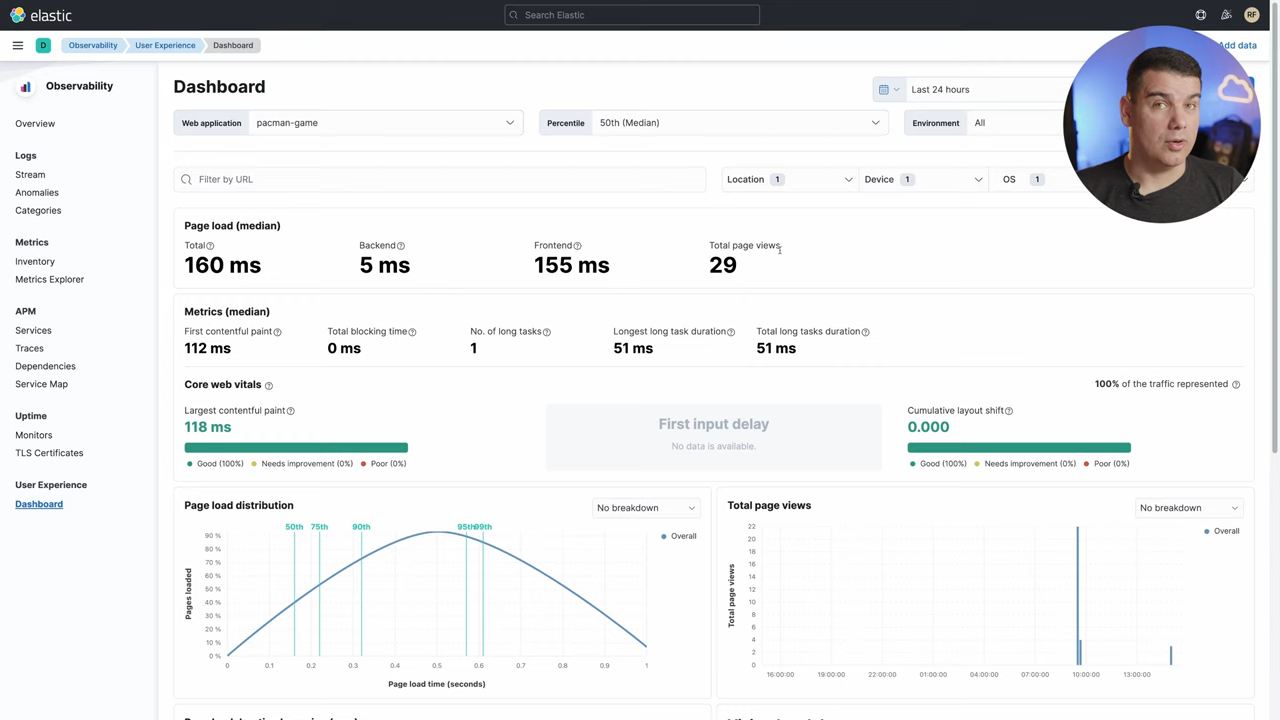 elastic
Search Elastic
RF
D
Observability
User Experience
Dashboard
Add data
Observability
Overview
Logs
Stream
Anomalies
Categories
Metrics
Inventory
Metrics Explorer
APM
Services
Traces
Dependencies
Service Map
Uptime
Monitors
TLS Certificates
User Experience
Dashboard
Dashboard
Last 24 hours
Web application pacman-game
Percentile 50th (Median)
Environment All
Filter by URL
Location 1
Device 1
OS 1
Page load (median)
Total Backend Frontend Total page views
160 ms 5 ms 155 ms 29
Metrics (median)
First contentful paint Total blocking time No. of long tasks Longest long task duration Total long tasks duration
112 ms 0 ms 1 51 ms 51 ms
Core web vitals
100% of the traffic represented
Largest contentful paint
118 ms
Good (100%) Needs improvement (0%) Poor (0%)
First input delay
No data is available.
Cumulative layout shift
0.000
Good (100%) Needs improvement (0%) Poor (0%)
Page load distribution
No breakdown
50th 75th 90th 95th 99th
Overall
Pages loaded
90 %
80 %
70 %
60 %
50 %
40 %
30 %
20 %
10 %
0 %
0 0.1 0.2 0.3 0.4 0.5 0.6 0.7 0.8 0.9 1
Page load time (seconds)
Total page views
No breakdown
Overall
Total page views
22
20
18
16
14
12
10
8
6
4
2
0
16:00:00 19:00:00 22:00:00 01:00:00 04:00:00 07:00:00 10:00:00 13:00:00